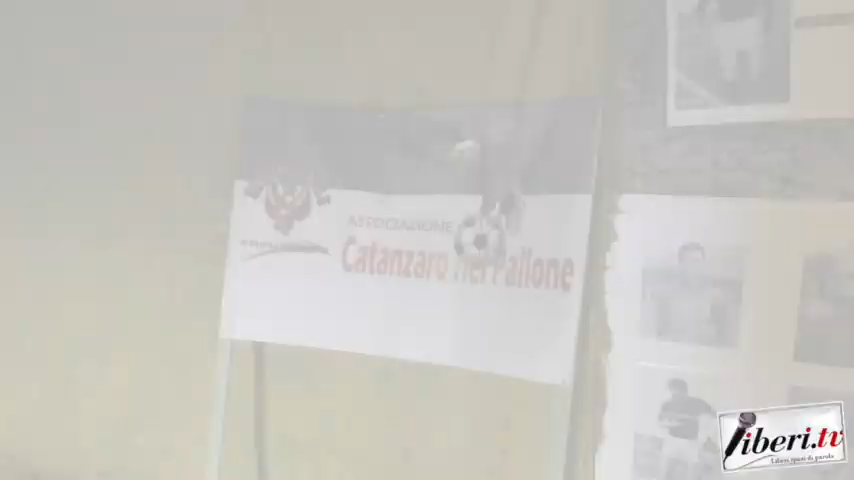 ASSOCIAZIONE
Catanzaro nel Pallone
liberi.tv
Liberi spazi di parola